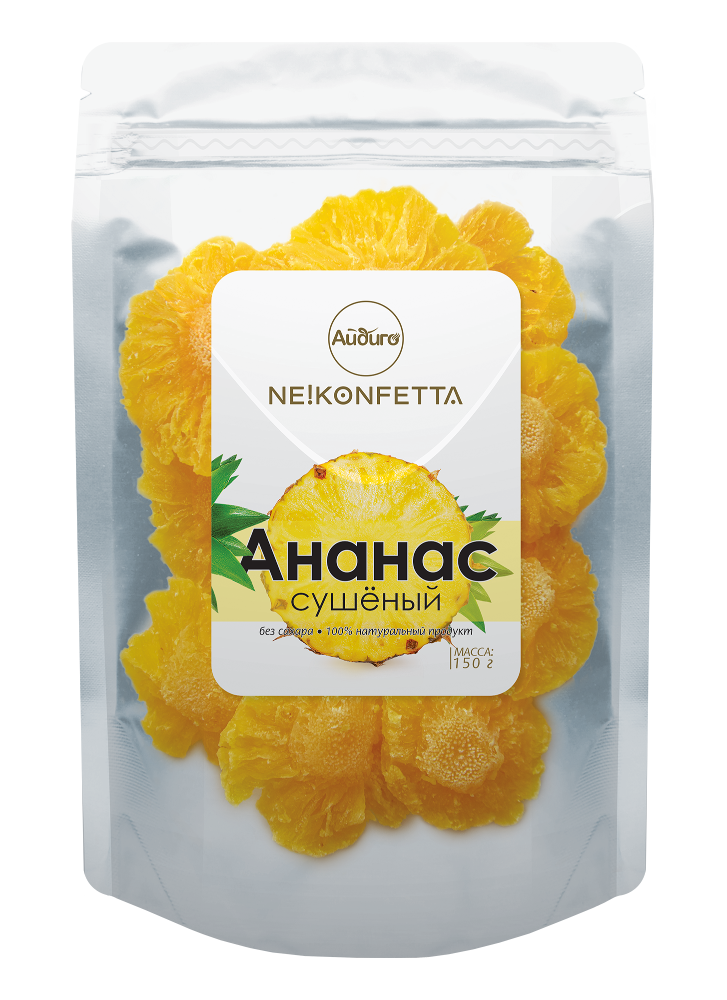 Айдиго
NE!KONFETTA
Ананас
сушёный
без сахара • 100% натуральный продукт
МАССА:
150 г